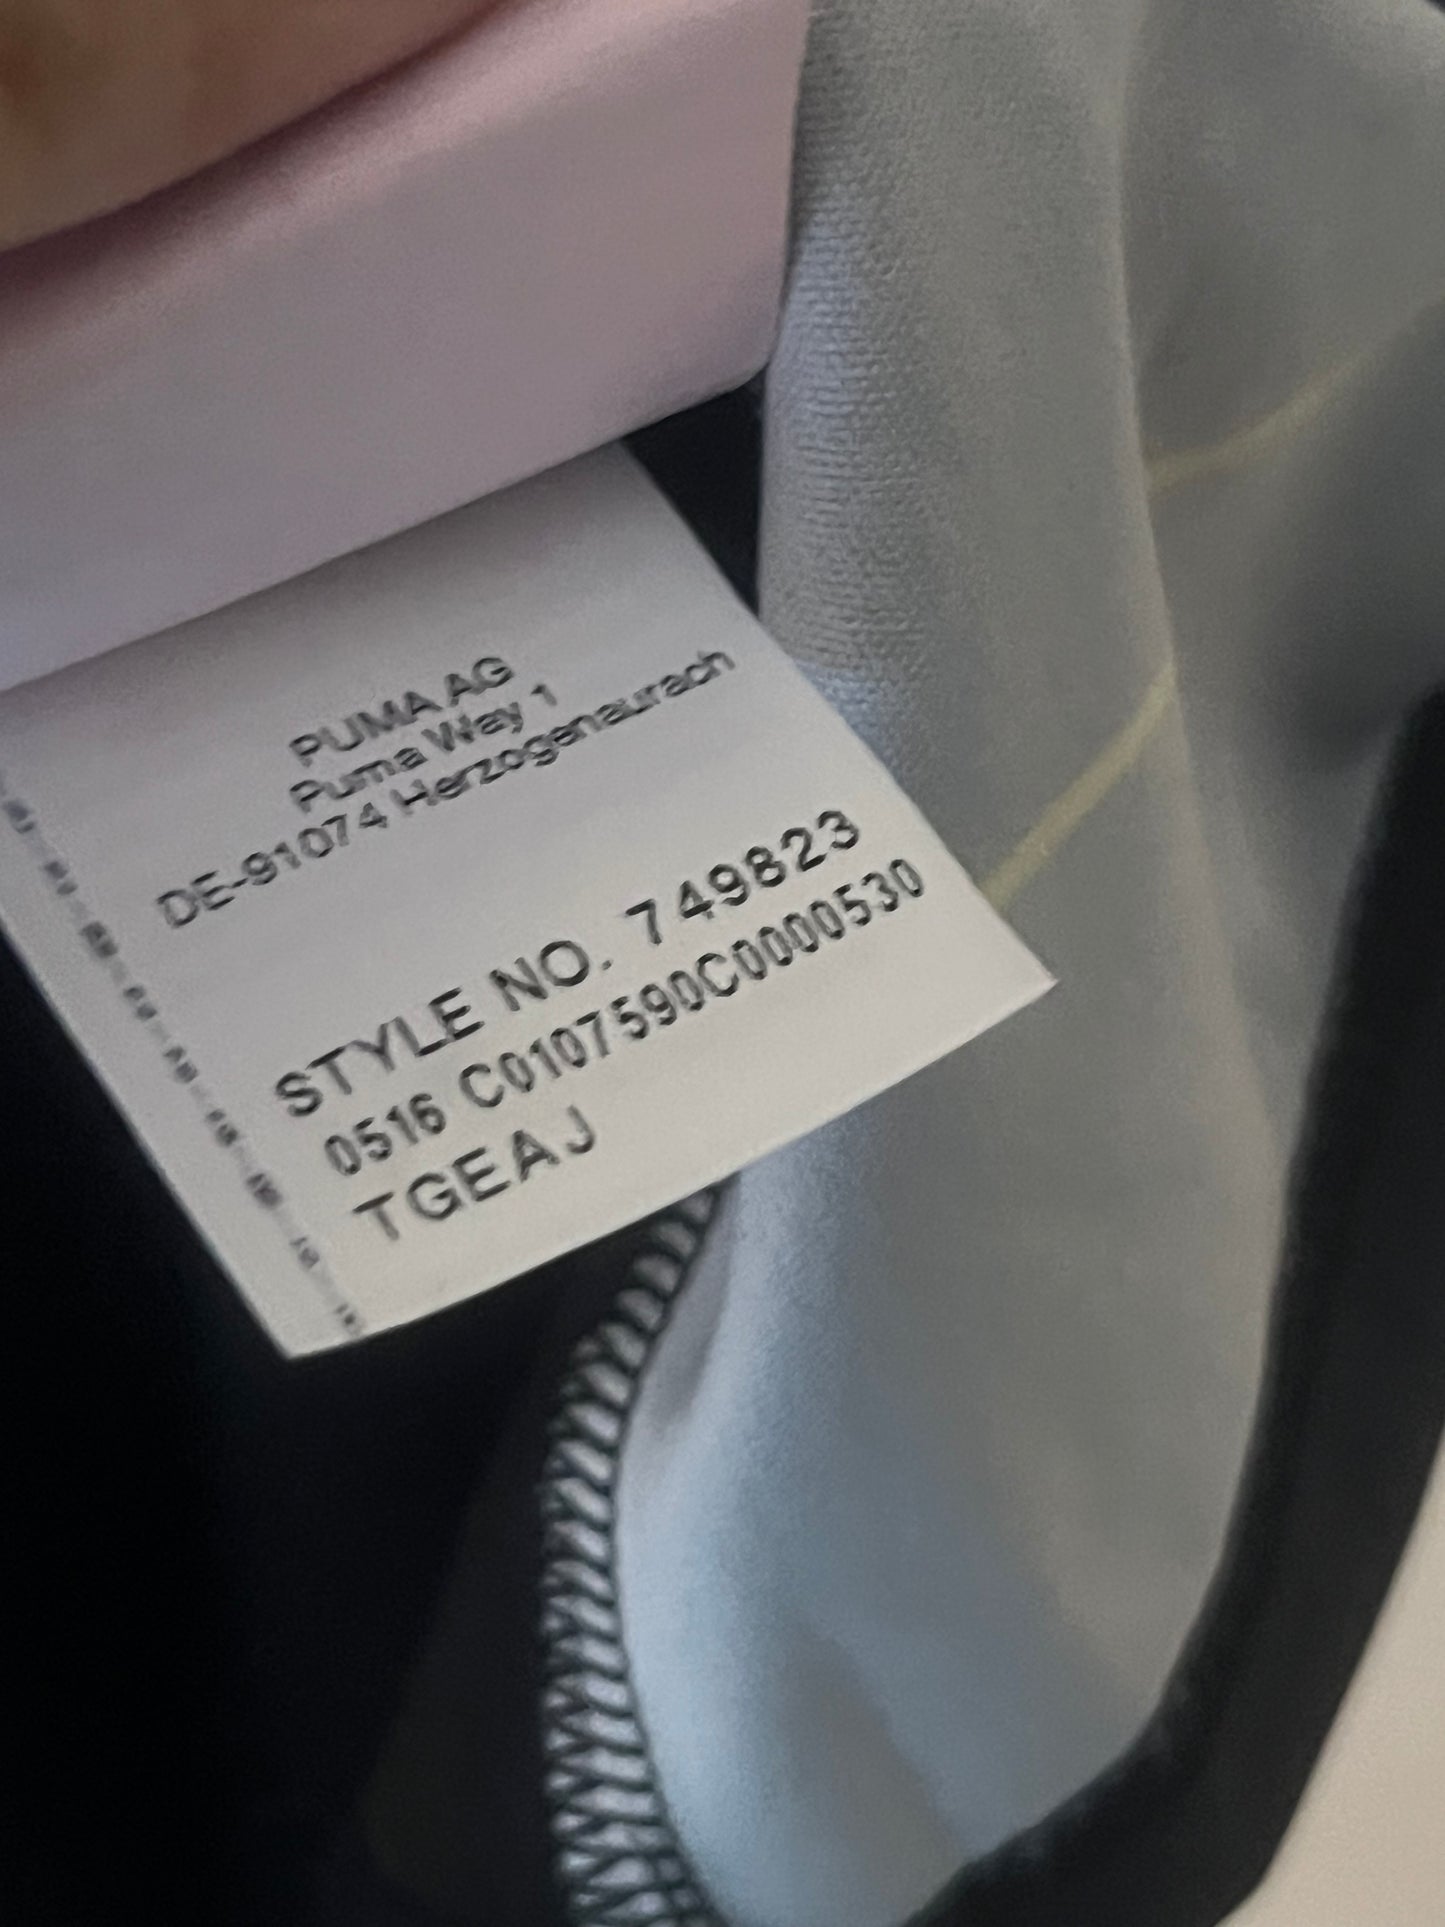 PUMA AG
Puma Way 1
DE-91074 Herzogenaurach
STYLE NO. 749823
0516 C0107590C0000530
TGEAJ